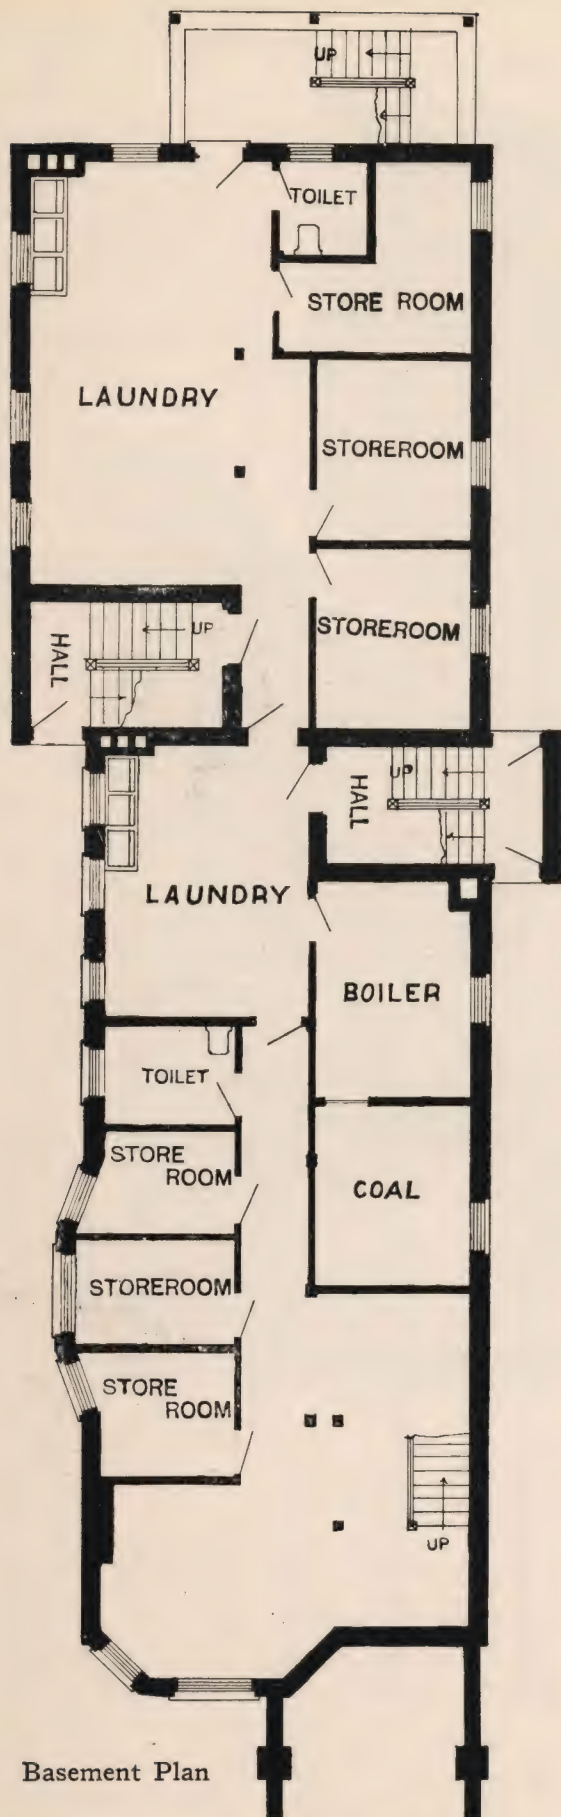 UP
TOILET
STORE ROOM
LAUNDRY
STOREROOM
STOREROOM
UP
HALL
UP
HALL
LAUNDRY
BOILER
TOILET
STORE
ROOM
COAL
STOREROOM
STORE
ROOM
UP
Basement Plan